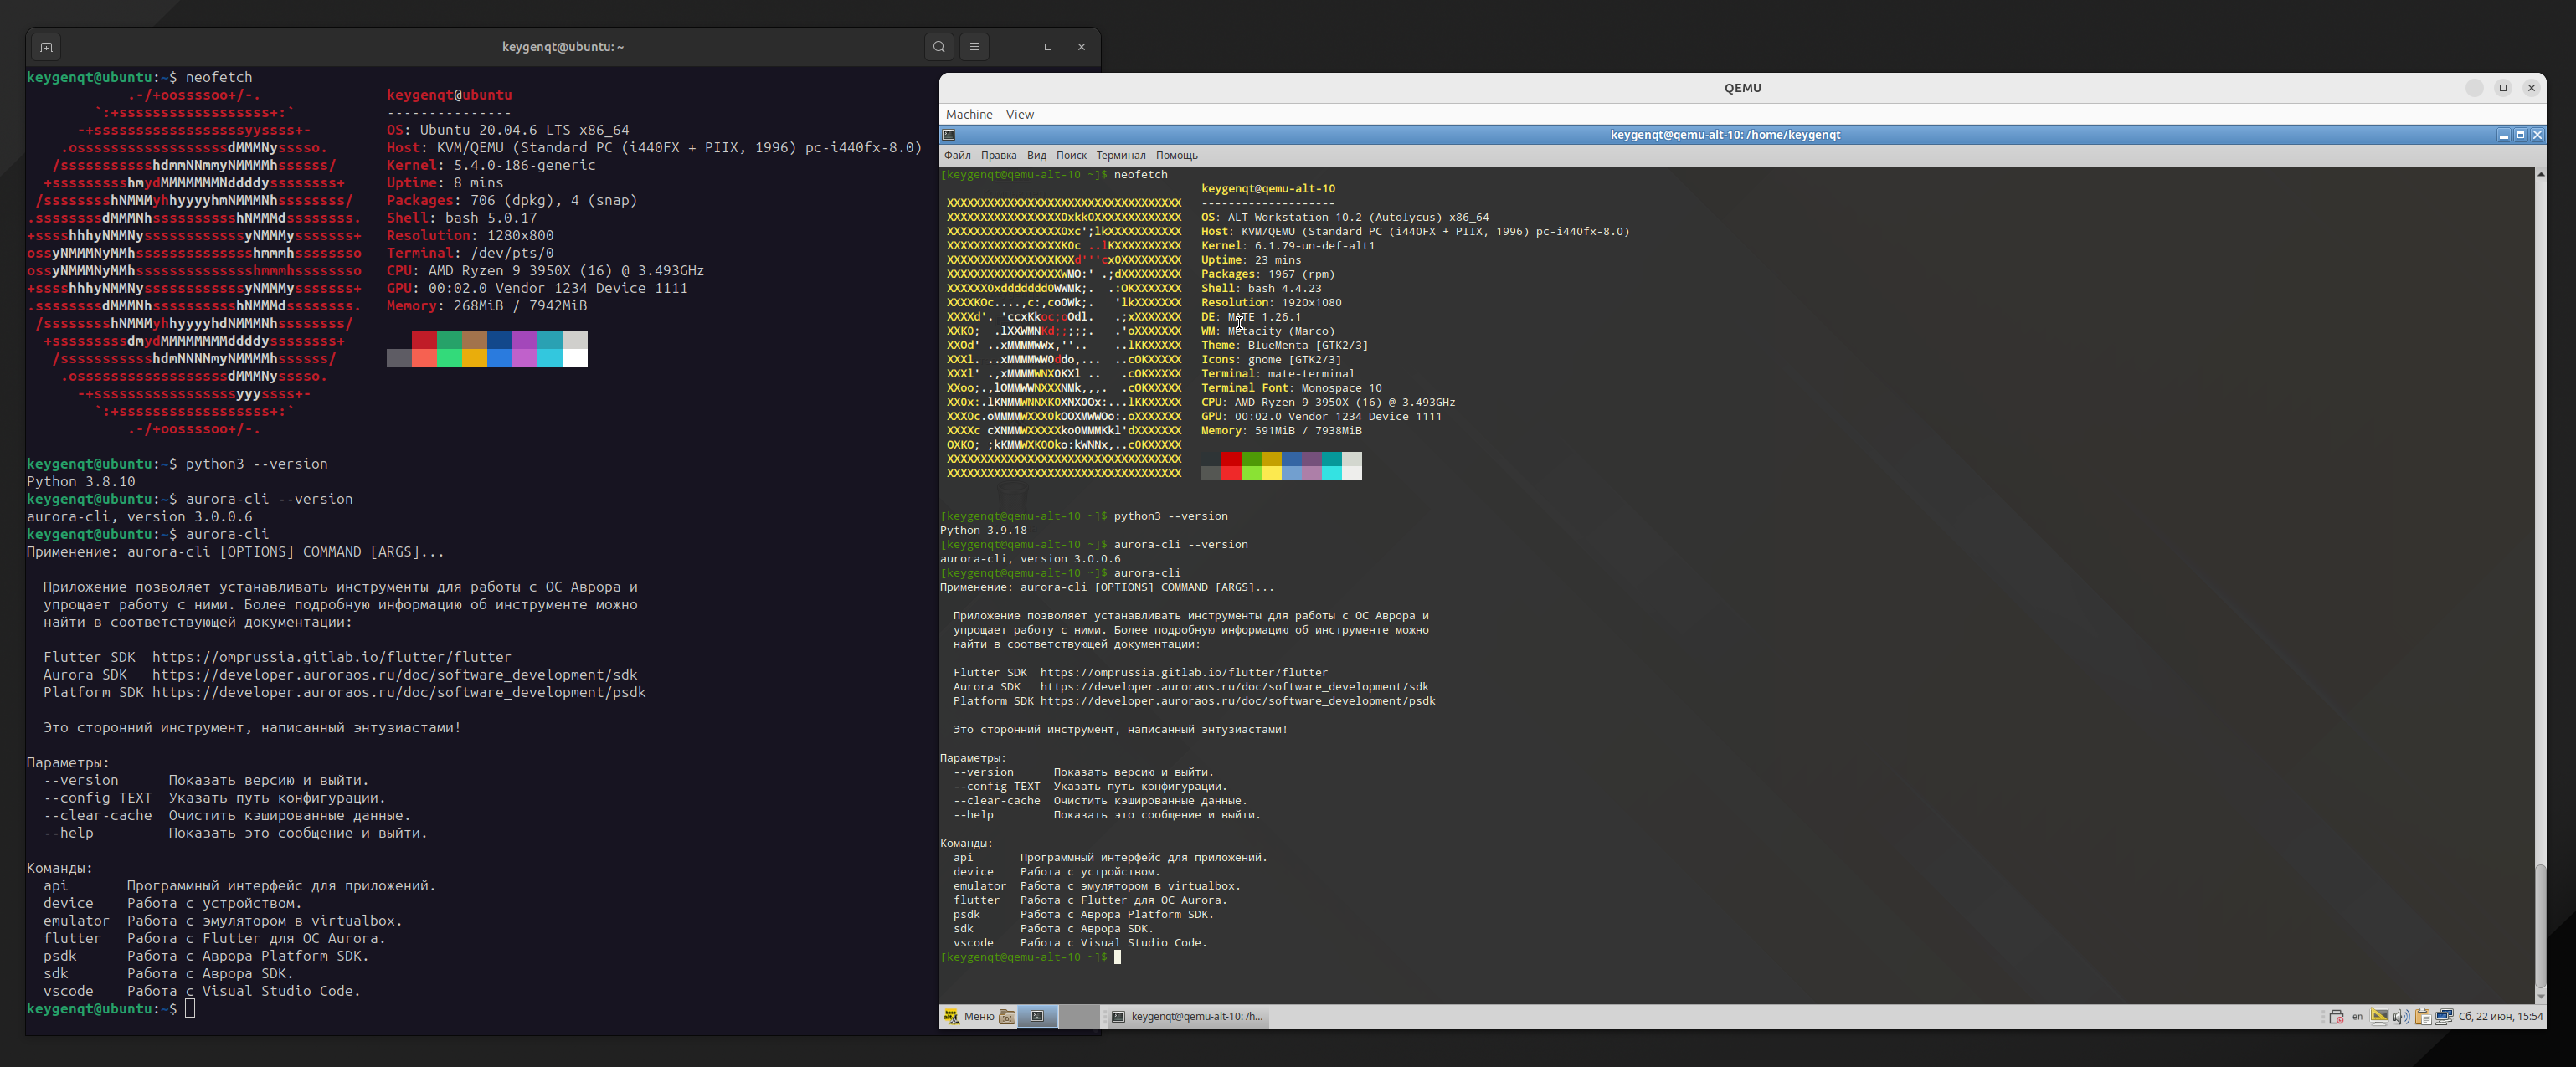 keygenqt@ubuntu: ~
keygenqt@ubuntu:~$ neofetch
keygenqt@ubuntu
---------------
OS: Ubuntu 20.04.6 LTS x86_64
Host: KVM/QEMU (Standard PC (i440FX + PIIX, 1996) pc-i440fx-8.0)
Kernel: 5.4.0-186-generic
Uptime: 8 mins
Packages: 706 (dpkg), 4 (snap)
Shell: bash 5.0.17
Resolution: 1280x800
Terminal: /dev/pts/0
CPU: AMD Ryzen 9 3950X (16) @ 3.493GHz
GPU: 00:02.0 Vendor 1234 Device 1111
Memory: 268MiB / 7942MiB
keygenqt@ubuntu:~$ python3 --version
Python 3.8.10
keygenqt@ubuntu:~$ aurora-cli --version
aurora-cli, version 3.0.0.6
keygenqt@ubuntu:~$ aurora-cli
Применение: aurora-cli [OPTIONS] COMMAND [ARGS]...
Приложение позволяет устанавливать инструменты для работы с ОС Аврора и
упрощает работу с ними. Более подробную информацию об инструменте можно
найти в соответствующей документации:
Flutter SDK https://omprussia.gitlab.io/flutter/flutter
Aurora SDK https://developer.auroraos.ru/doc/software_development/sdk
Platform SDK https://developer.auroraos.ru/doc/software_development/psdk
Это сторонний инструмент, написанный энтузиастами!
Параметры:
--version Показать версию и выйти.
--config TEXT Указать путь конфигурации.
--clear-cache Очистить кэшированные данные.
--help Показать это сообщение и выйти.
Команды:
api Программный интерфейс для приложений.
device Работа с устройством.
emulator Работа с эмулятором в virtualbox.
flutter Работа с Flutter для ОС Aurora.
psdk Работа с Аврора Platform SDK.
sdk Работа с Аврора SDK.
vscode Работа с Visual Studio Code.
keygenqt@ubuntu:~$
QEMU
Machine View
keygenqt@qemu-alt-10: /home/keygenqt
Файл Правка Вид Поиск Терминал Помощь
[keygenqt@qemu-alt-10 ~]$ neofetch
keygenqt@qemu-alt-10
--------------------
OS: ALT Workstation 10.2 (Autolycus) x86_64
Host: KVM/QEMU (Standard PC (i440FX + PIIX, 1996) pc-i440fx-8.0)
Kernel: 6.1.79-un-def-alt1
Uptime: 23 mins
Packages: 1967 (rpm)
Shell: bash 4.4.23
Resolution: 1920x1080
DE: MATE 1.26.1
WM: Metacity (Marco)
Theme: BlueMenta [GTK2/3]
Icons: gnome [GTK2/3]
Terminal: mate-terminal
Terminal Font: Monospace 10
CPU: AMD Ryzen 9 3950X (16) @ 3.493GHz
GPU: 00:02.0 Vendor 1234 Device 1111
Memory: 591MiB / 7938MiB
[keygenqt@qemu-alt-10 ~]$ python3 --version
Python 3.9.18
[keygenqt@qemu-alt-10 ~]$ aurora-cli --version
aurora-cli, version 3.0.0.6
[keygenqt@qemu-alt-10 ~]$ aurora-cli
Применение: aurora-cli [OPTIONS] COMMAND [ARGS]...
Приложение позволяет устанавливать инструменты для работы с ОС Аврора и
упрощает работу с ними. Более подробную информацию об инструменте можно
найти в соответствующей документации:
Flutter SDK https://omprussia.gitlab.io/flutter/flutter
Aurora SDK https://developer.auroraos.ru/doc/software_development/sdk
Platform SDK https://developer.auroraos.ru/doc/software_development/psdk
Это сторонний инструмент, написанный энтузиастами!
Параметры:
--version Показать версию и выйти.
--config TEXT Указать путь конфигурации.
--clear-cache Очистить кэшированные данные.
--help Показать это сообщение и выйти.
Команды:
api Программный интерфейс для приложений.
device Работа с устройством.
emulator Работа с эмулятором в virtualbox.
flutter Работа с Flutter для ОС Aurora.
psdk Работа с Аврора Platform SDK.
sdk Работа с Аврора SDK.
vscode Работа с Visual Studio Code.
[keygenqt@qemu-alt-10 ~]$
Меню keygenqt@qemu-alt-10: /h... en Сб, 22 июн, 15:54